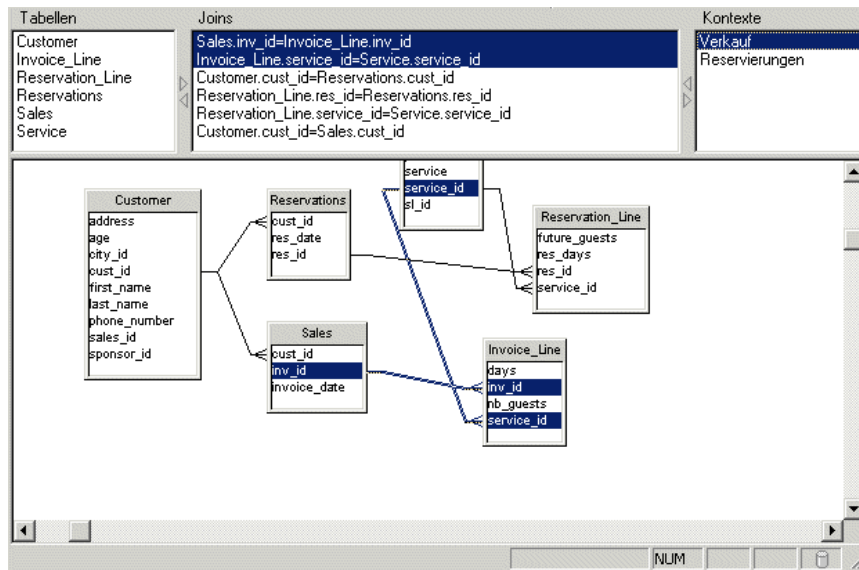 Tabellen
Joins
Kontexte
Customer
Invoice_Line
Reservation_Line
Reservations
Sales
Service
Sales.inv_id=Invoice_Line.inv_id
Invoice_Line.service_id=Service.service_id
Customer.cust_id=Reservations.cust_id
Reservation_Line.res_id=Reservations.res_id
Reservation_Line.service_id=Service.service_id
Customer.cust_id=Sales.cust_id
Verkauf
Reservierungen
Customer
address
age
city_id
cust_id
first_name
last_name
phone_number
sales_id
sponsor_id
Reservations
cust_id
res_date
res_id
Sales
cust_id
inv_id
invoice_date
service
service_id
sl_id
Reservation_Line
future_guests
res_days
res_id
service_id
Invoice_Line
days
inv_id
nb_guests
service_id
NUM